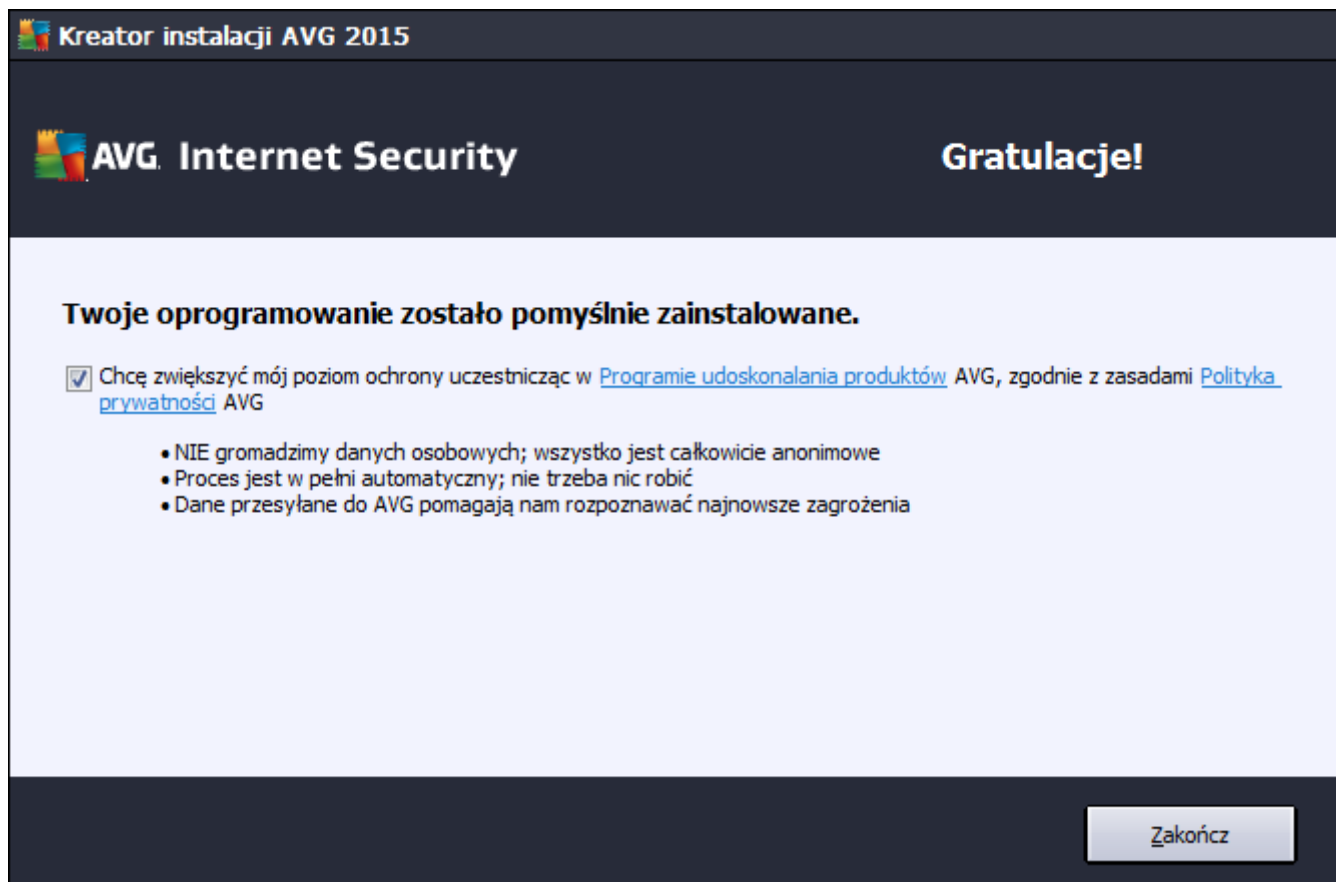 Kreator instalacji AVG 2015
AVG. Internet Security
Gratulacje!
Twoje oprogramowanie zostało pomyślnie zainstalowane.
Chcę zwiększyć mój poziom ochrony uczestnicząc w Programie udoskonalania produktów AVG, zgodnie z zasadami Polityka
prywatności AVG
• NIE gromadzimy danych osobowych; wszystko jest całkowicie anonimowe
• Proces jest w pełni automatyczny; nie trzeba nic robić
• Dane przesyłane do AVG pomagają nam rozpoznawać najnowsze zagrożenia
Zakończ